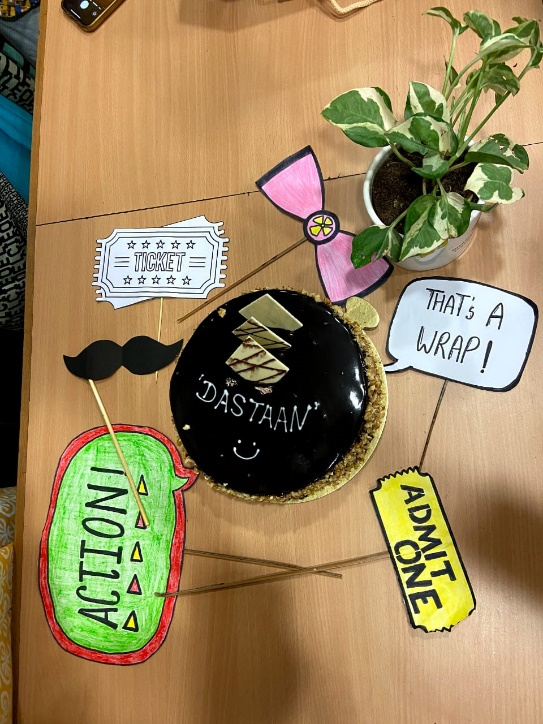 TICKET
THAT'S A
WRAP!
'DASTAAN'
ACTION!
ADMIT
ONE